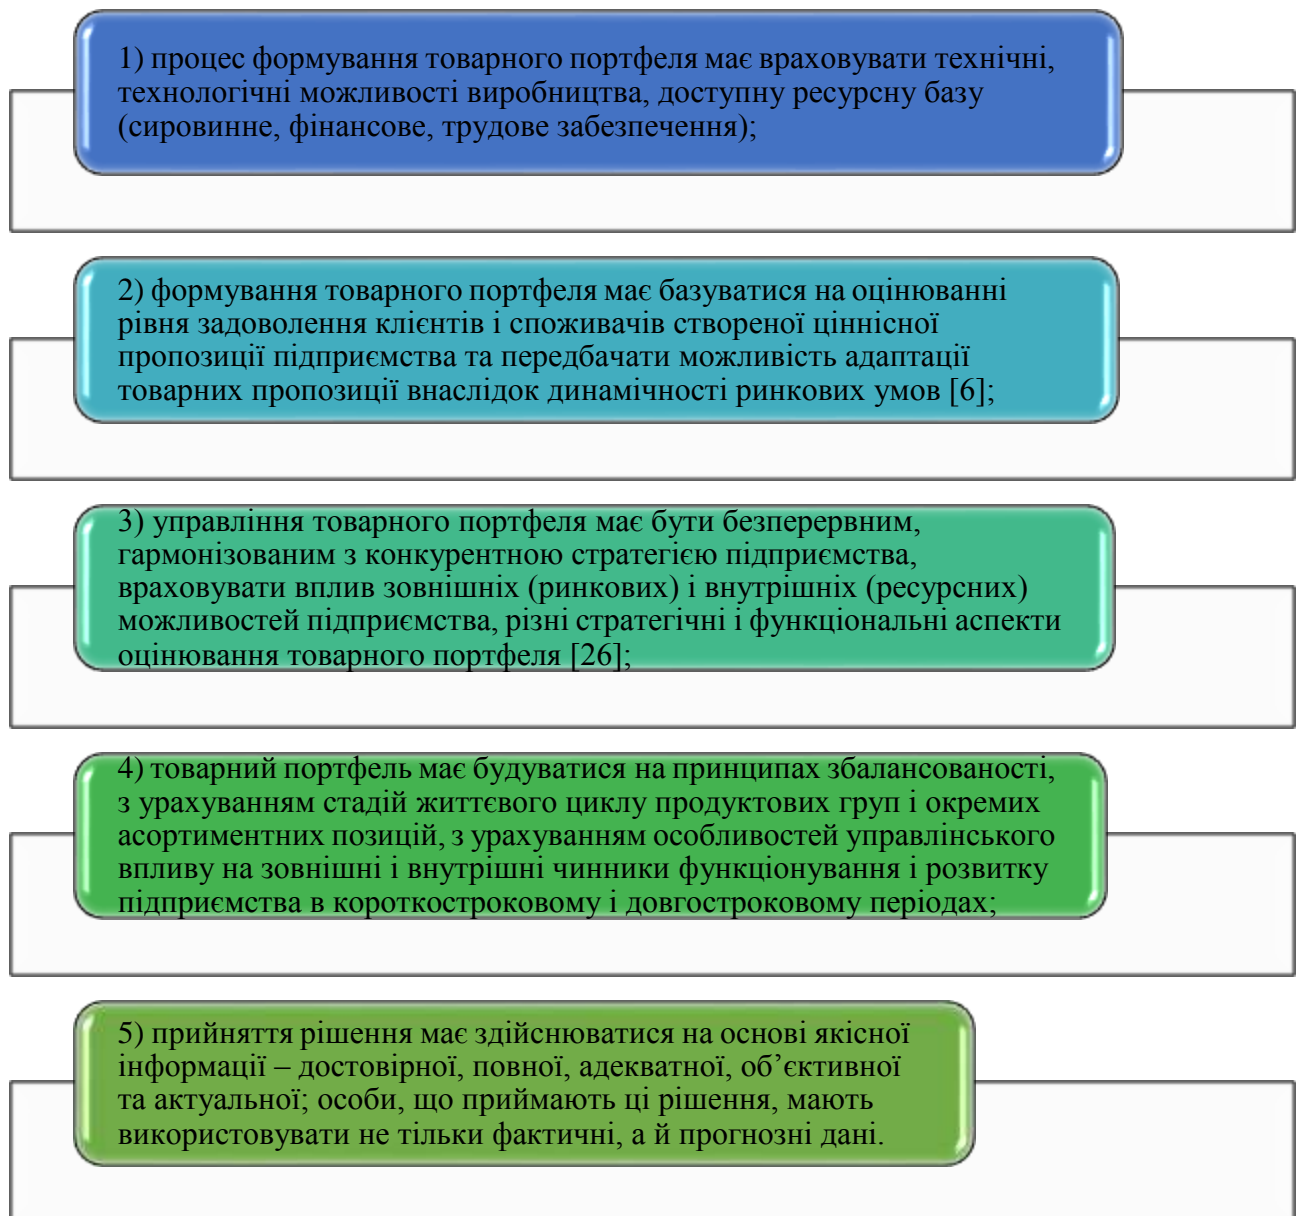 1) процес формування товарного портфеля має враховувати технічні,
технологічні можливості виробництва, доступну ресурсну базу
(сировинне, фінансове, трудове забезпечення);
2) формування товарного портфеля має базуватися на оцінюванні
рівня задоволення клієнтів і споживачів створеної ціннісної
пропозиції підприємства та передбачати можливість адаптації
товарних пропозиції внаслідок динамічності ринкових умов [6];
3) управління товарного портфеля має бути безперервним,
гармонізованим з конкурентною стратегією підприємства,
враховувати вплив зовнішніх (ринкових) і внутрішніх (ресурсних)
можливостей підприємства, різні стратегічні і функціональні аспекти
оцінювання товарного портфеля [26];
4) товарний портфель має будуватися на принципах збалансованості,
з урахуванням стадій життєвого циклу продуктових груп і окремих
асортиментних позицій, з урахуванням особливостей управлінського
впливу на зовнішні і внутрішні чинники функціонування і розвитку
підприємства в короткостроковому і довгостроковому періодах;
5) прийняття рішення має здійснюватися на основі якісної
інформації – достовірної, повної, адекватної, об’єктивної
та актуальної; особи, що приймають ці рішення, мають
використовувати не тільки фактичні, а й прогнозні дані.